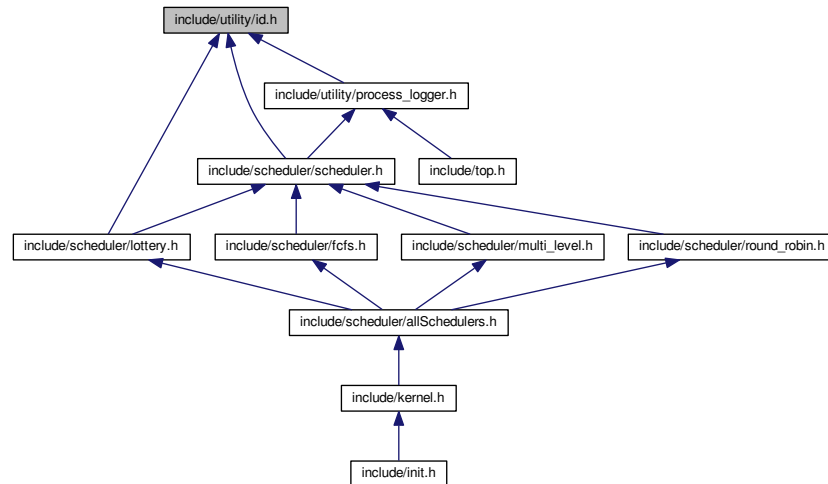 include/utility/id.h
include/utility/process_logger.h
include/scheduler/scheduler.h
include/top.h
include/scheduler/lottery.h
include/scheduler/fcfs.h
include/scheduler/multi_level.h
include/scheduler/round_robin.h
include/scheduler/allSchedulers.h
include/kernel.h
include/init.h